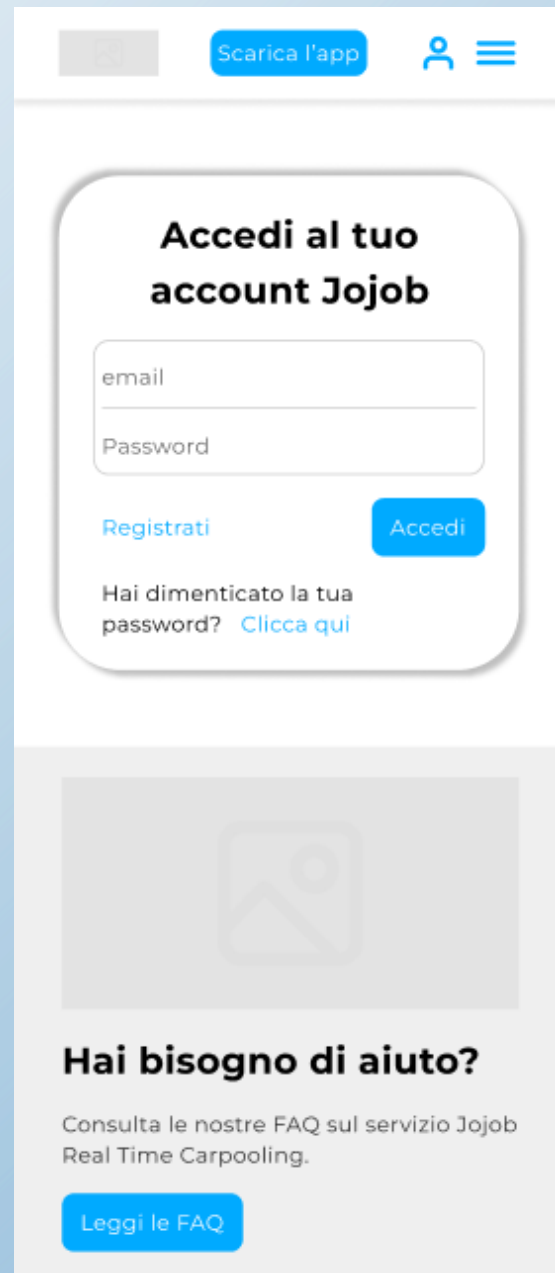 Scarica l'app
Accedi al tuo
account Jojob
email
Password
Registrati
Accedi
Hai dimenticato la tua
password? Clicca qui
Hai bisogno di aiuto?
Consulta le nostre FAQ sul servizio Jojob
Real Time Carpooling.
Leggi le FAQ